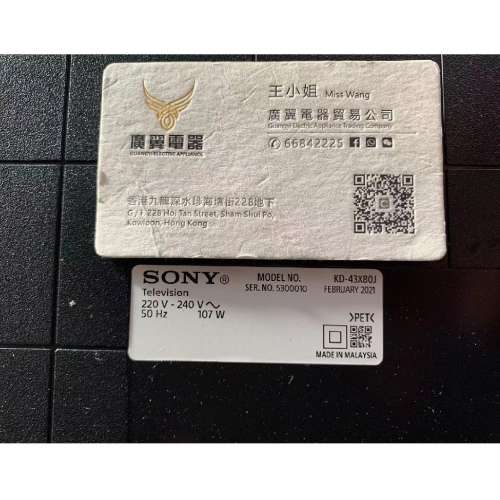 王小姐 Miss Wang
廣翼電器貿易公司
Guangyi Electric Appliance Trading Company
66842225
廣翼電器
GUANGYI ELECTRIC APPLIANCE
香港九龍深水埗海壇街228地下
G/F 228 Hoi Tan Street, Sham Shui Po,
Kowloon, Hong Kong
SONY®
MODEL NO. KD-43X80J
SER. NO. 5300010 FEBRUARY 2021
Television
220 V - 240 V ~
50 Hz 107 W
>PET<
MADE IN MALAYSIA